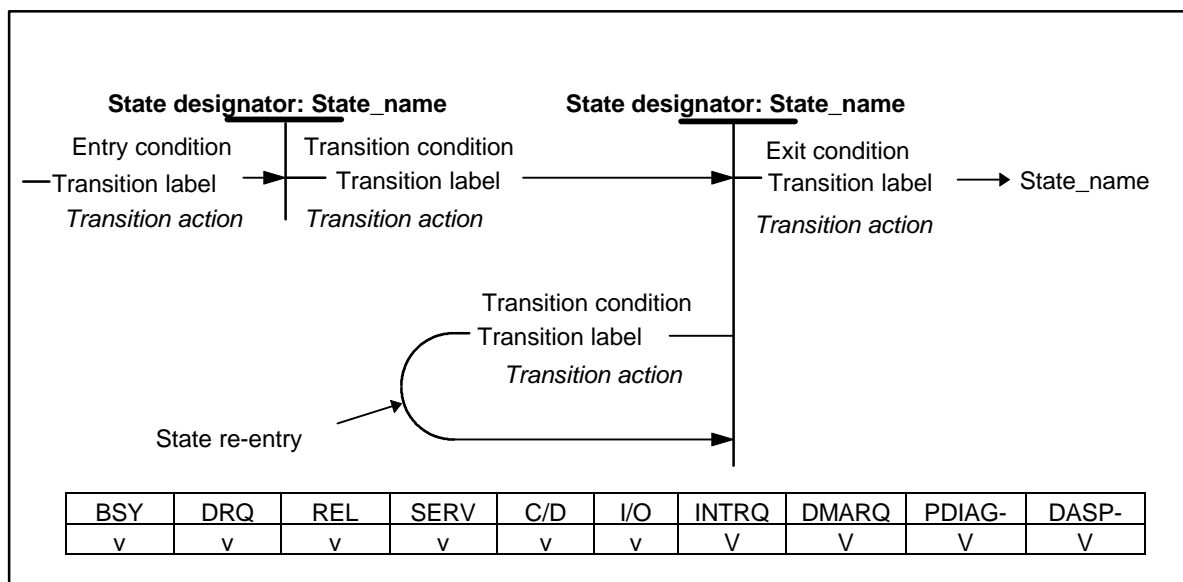 State designator: State_name
State designator: State_name
Entry condition
Transition label
Transition action
Transition condition
Transition label
Transition action
Exit condition
Transition label
Transition action
State_name
Transition condition
Transition label
Transition action
State re-entry
BSY DRQ REL SERV C/D I/O INTRQ DMARQ PDIAG- DASP-
v v v v v v V V V V